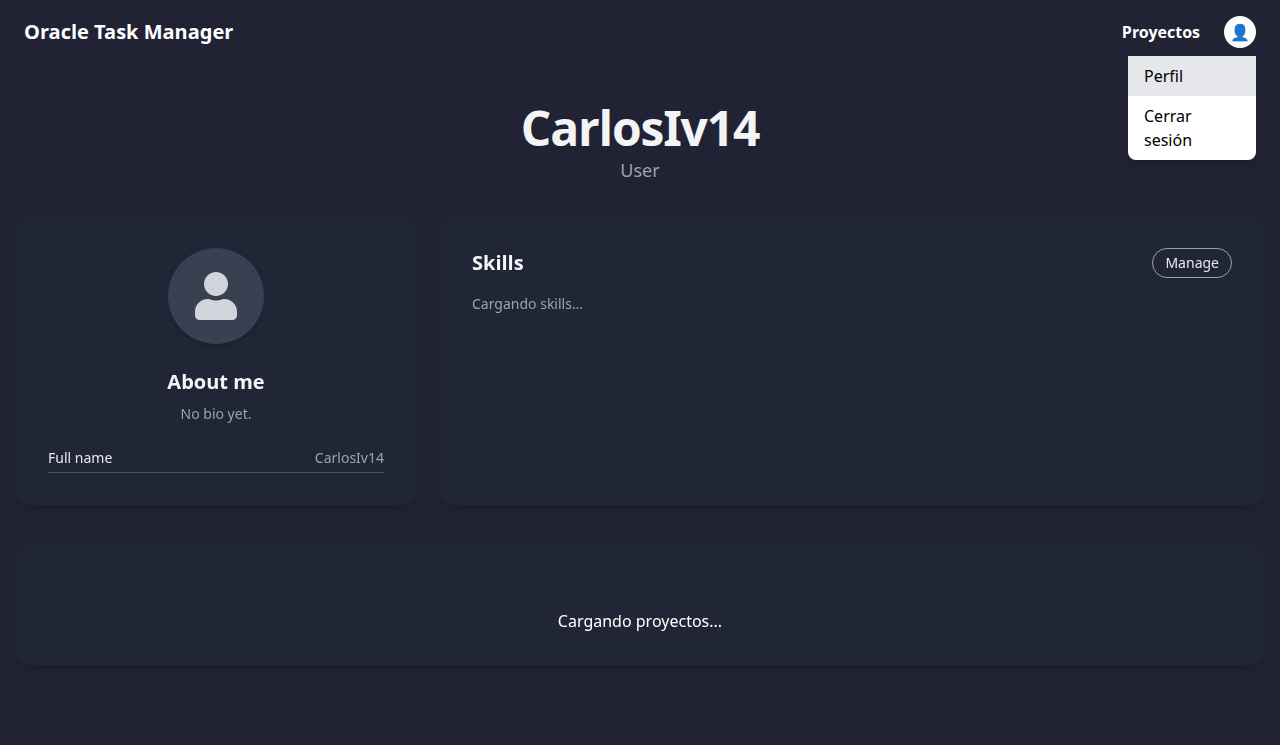 Oracle Task Manager
Proyectos
Perfil
Cerrar
sesión
CarlosIv14
User
About me
No bio yet.
Full name CarlosIv14
Skills
Manage
Cargando skills...
Cargando proyectos...